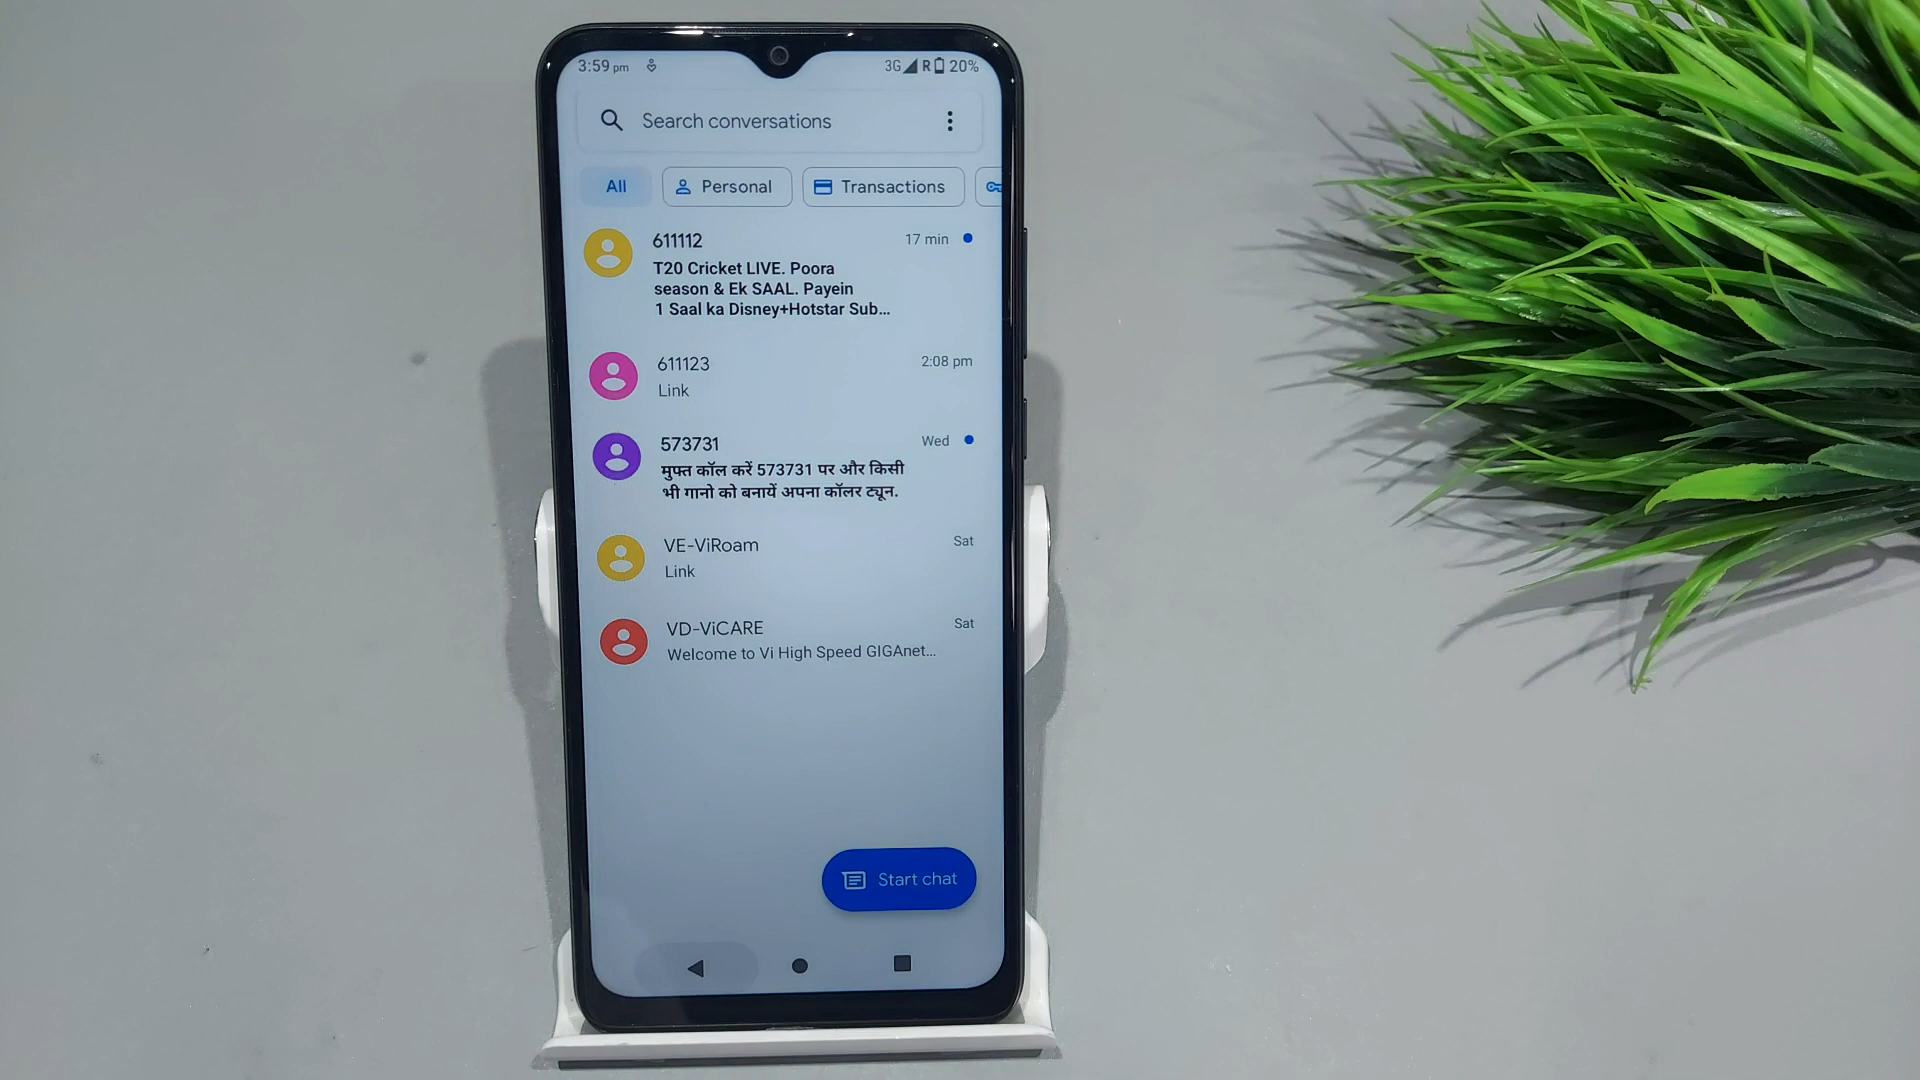 3:59 pm 3G R 20%
Search conversations
All Personal Transactions
611112 17 min
T20 Cricket LIVE. Poora
season & Ek SAAL. Payein
1 Saal ka Disney+Hotstar Sub...
611123 2:08 pm
Link
573731 Wed
मुफ्त कॉल करें 573731 पर और किसी
भी गानो को बनायें अपना कॉलर ट्यून.
VE-ViRoam Sat
Link
VD-ViCARE Sat
Welcome to Vi High Speed GIGAnet...
Start chat